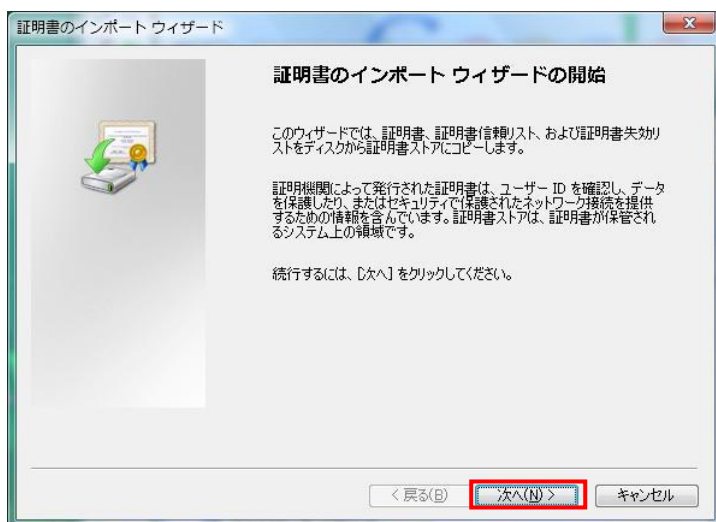 証明書のインポート ウィザード
証明書のインポート ウィザードの開始
このウィザードでは、証明書、証明書信頼リスト、および証明書失効リ
ストをディスクから証明書ストアにコピーします。
証明機関によって発行された証明書は、ユーザー ID を確認し、データ
を保護したり、またはセキュリティで保護されたネットワーク接続を提供
するための情報を含んでいます。証明書ストアは、証明書が保管され
るシステム上の領域です。
続行するには、[次へ] をクリックしてください。
< 戻る(B)
次へ(N) >
キャンセル